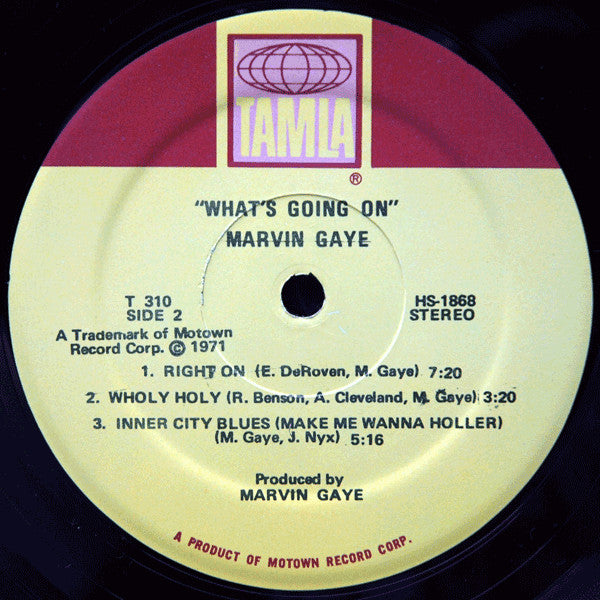 TAMLA
®
"WHAT'S GOING ON"
MARVIN GAYE
T 310
SIDE 2
HS-1868
STEREO
A Trademark of Motown
Record Corp. © 1971
1. RIGHT ON (E. DeRoven, M. Gaye) 7:20
2. WHOLY HOLY (R. Benson, A. Cleveland, M. Gaye) 3:20
3. INNER CITY BLUES (MAKE ME WANNA HOLLER)
(M. Gaye, J. Nyx) 5:16
Produced by
MARVIN GAYE
A PRODUCT OF MOTOWN RECORD CORP.